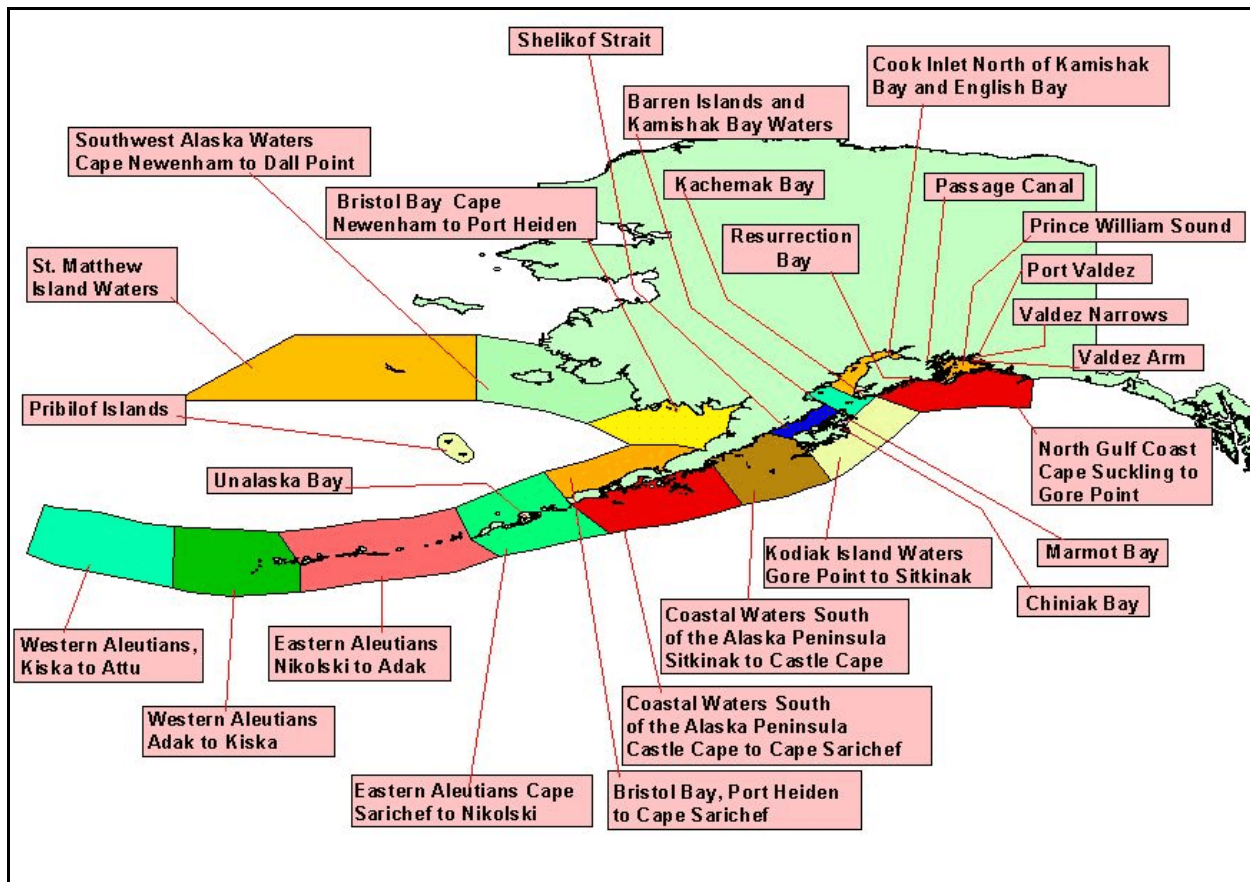 Shelikof Strait
Cook Inlet North of Kamishak
Bay and English Bay
Barren Islands and
Kamishak Bay Waters
Southwest Alaska Waters
Cape Newenham to Dall Point
Kachemak Bay
Passage Canal
Bristol Bay Cape
Newenham to Port Heiden
Prince William Sound
Resurrection
Bay
St. Matthew
Island Waters
Port Valdez
Valdez Narrows
Valdez Arm
Pribilof Islands
Unalaska Bay
North Gulf Coast
Cape Suckling to
Gore Point
Kodiak Island Waters
Gore Point to Sitkinak
Marmot Bay
Chiniak Bay
Western Aleutians,
Kiska to Attu
Eastern Aleutians
Nikolski to Adak
Coastal Waters South
of the Alaska Peninsula
Sitkinak to Castle Cape
Western Aleutians
Adak to Kiska
Coastal Waters South
of the Alaska Peninsula
Castle Cape to Cape Sarichef
Eastern Aleutians Cape
Sarichef to Nikolski
Bristol Bay, Port Heiden
to Cape Sarichef